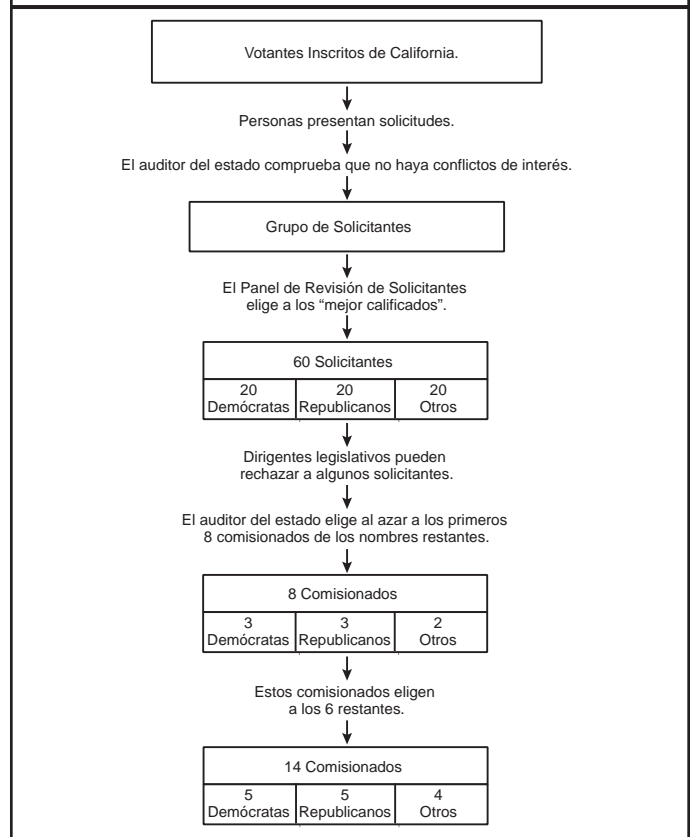 Votantes Inscritos de California.
Personas presentan solicitudes.
El auditor del estado comprueba que no haya conflictos de interés.
Grupo de Solicitantes
El Panel de Revisión de Solicitantes
elige a los “mejor calificados”.
60 Solicitantes
20 20 20
Demócratas Republicanos Otros
Dirigentes legislativos pueden
rechazar a algunos solicitantes.
El auditor del estado elige al azar a los primeros
8 comisionados de los nombres restantes.
8 Comisionados
3 3 2
Demócratas Republicanos Otros
Estos comisionados eligen
a los 6 restantes.
14 Comisionados
5 5 4
Demócratas Republicanos Otros